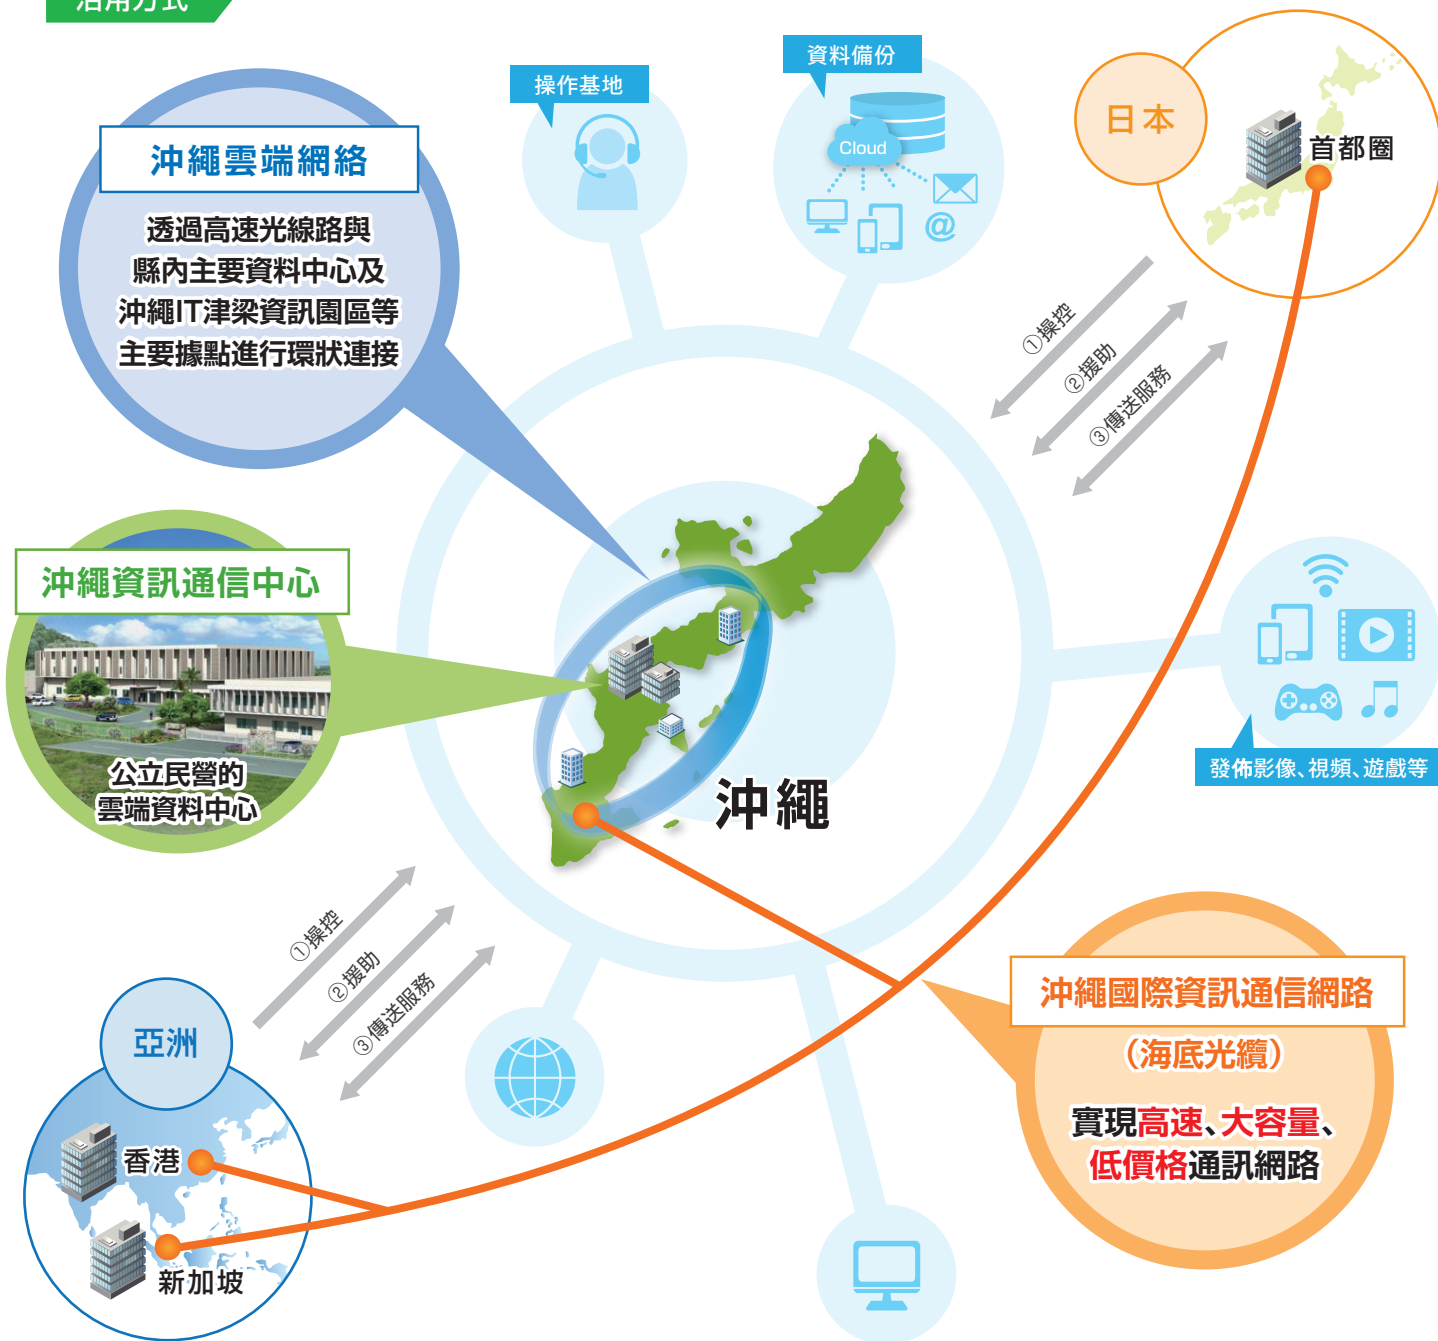 活用方式
操作基地
資料備份
Cloud
@
日本
首都圈
沖繩雲端網絡
透過高速光線路與
縣內主要資料中心及
沖繩IT津梁資訊園區等
主要據點進行環狀連接
①操控
②援助
③傳送服務
沖繩資訊通信中心
公立民營的
雲端資料中心
沖繩
發佈影像、視頻、遊戲等
①操控
②援助
③傳送服務
亞洲
香港
新加坡
沖繩國際資訊通信網路
（海底光纜）
實現高速、大容量、
低價格通訊網路